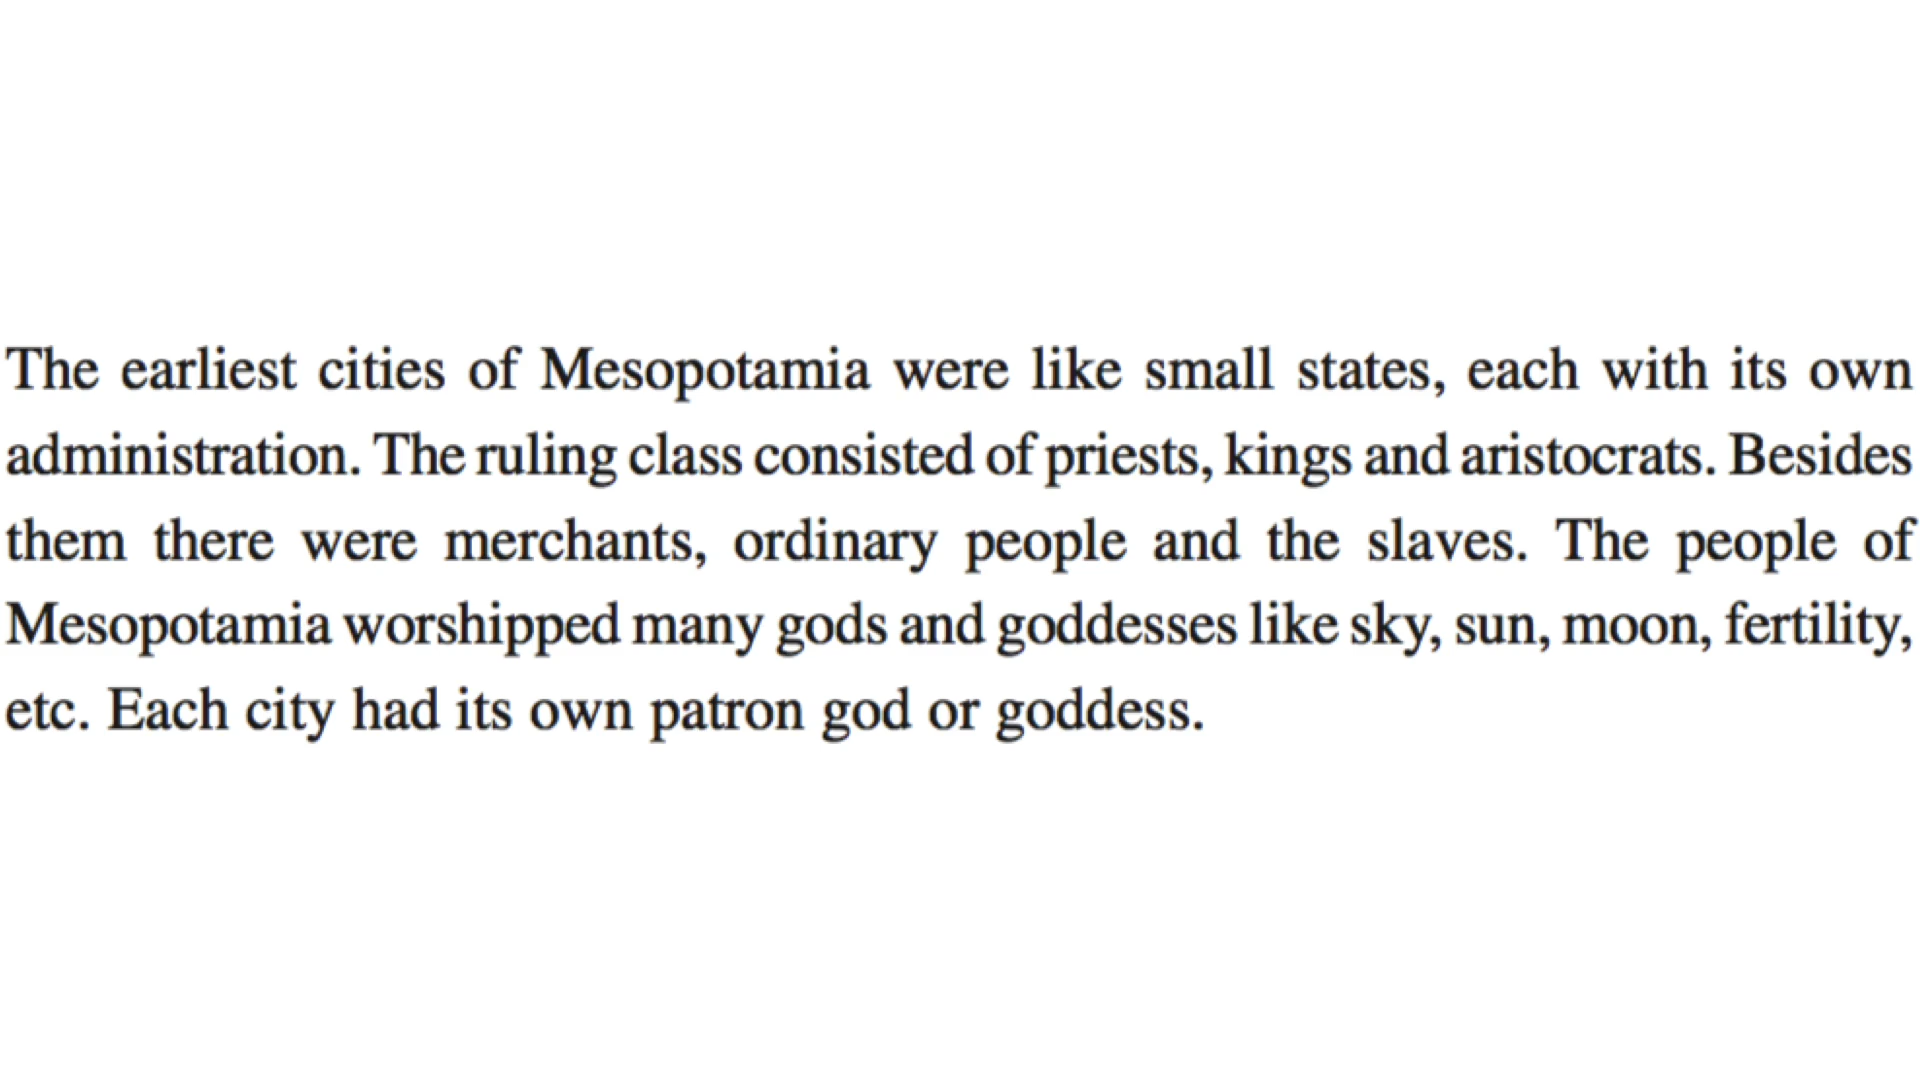 The earliest cities of Mesopotamia were like small states, each with its own
administration. The ruling class consisted of priests, kings and aristocrats. Besides
them there were merchants, ordinary people and the slaves. The people of
Mesopotamia worshipped many gods and goddesses like sky, sun, moon, fertility,
etc. Each city had its own patron god or goddess.